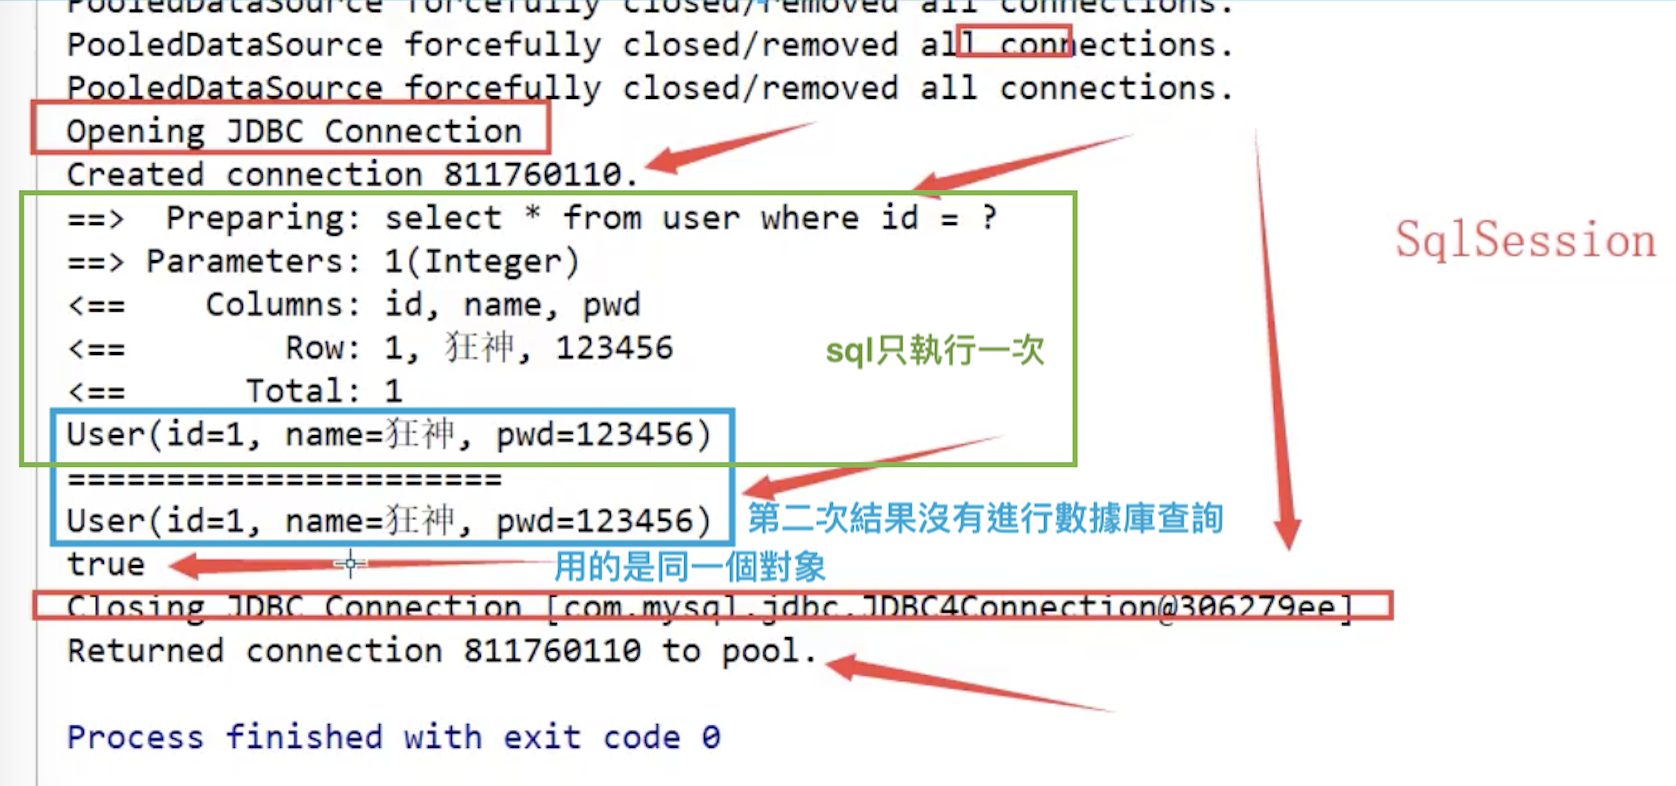 PooledDataSource forcefully closed/removed all connections.
PooledDataSource forcefully closed/removed all connections.
PooledDataSource forcefully closed/removed all connections.
Opening JDBC Connection
Created connection 811760110.
==>  Preparing: select * from user where id = ?
SqlSession
==> Parameters: 1(Integer)
<==    Columns: id, name, pwd
<==        Row: 1, 狂神, 123456
sql只執行一次
<==      Total: 1
User(id=1, name=狂神, pwd=123456)
======================
User(id=1, name=狂神, pwd=123456)
第二次結果沒有進行數據庫查詢
true
用的是同一個對象
Closing JDBC Connection [com.mysql.jdbc.JDBC4Connection@306279ee]
Returned connection 811760110 to pool.
Process finished with exit code 0